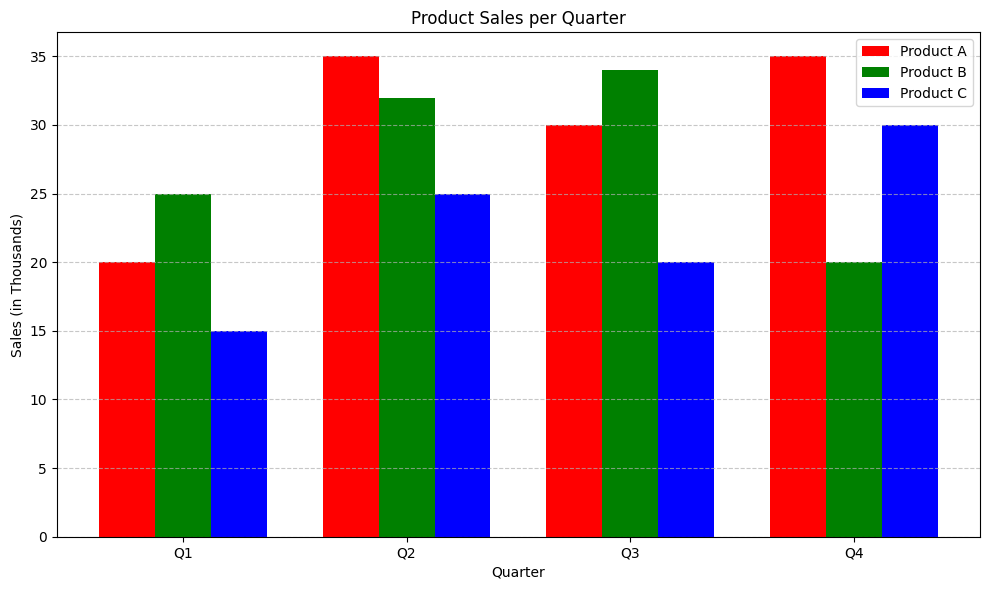 Product Sales per Quarter
Product A
Product B
Product C
Sales (in Thousands)
35
30
25
20
15
10
5
0
Q1 Q2 Q3 Q4
Quarter